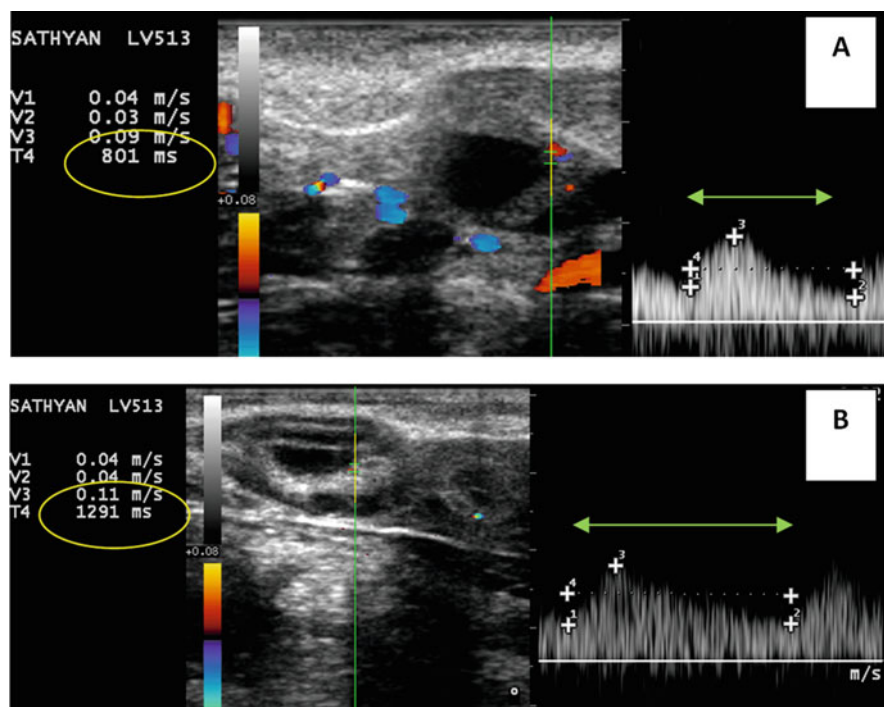 SATHYAN LV513
V1 0.04 m/s
V2 0.03 m/s
V3 0.09 m/s
T4 801 ms
+0.08
A
4
1
3
2
SATHYAN LV513
V1 0.04 m/s
V2 0.04 m/s
V3 0.11 m/s
T4 1291 ms
+0.08
B
4
1
3
2
m/s